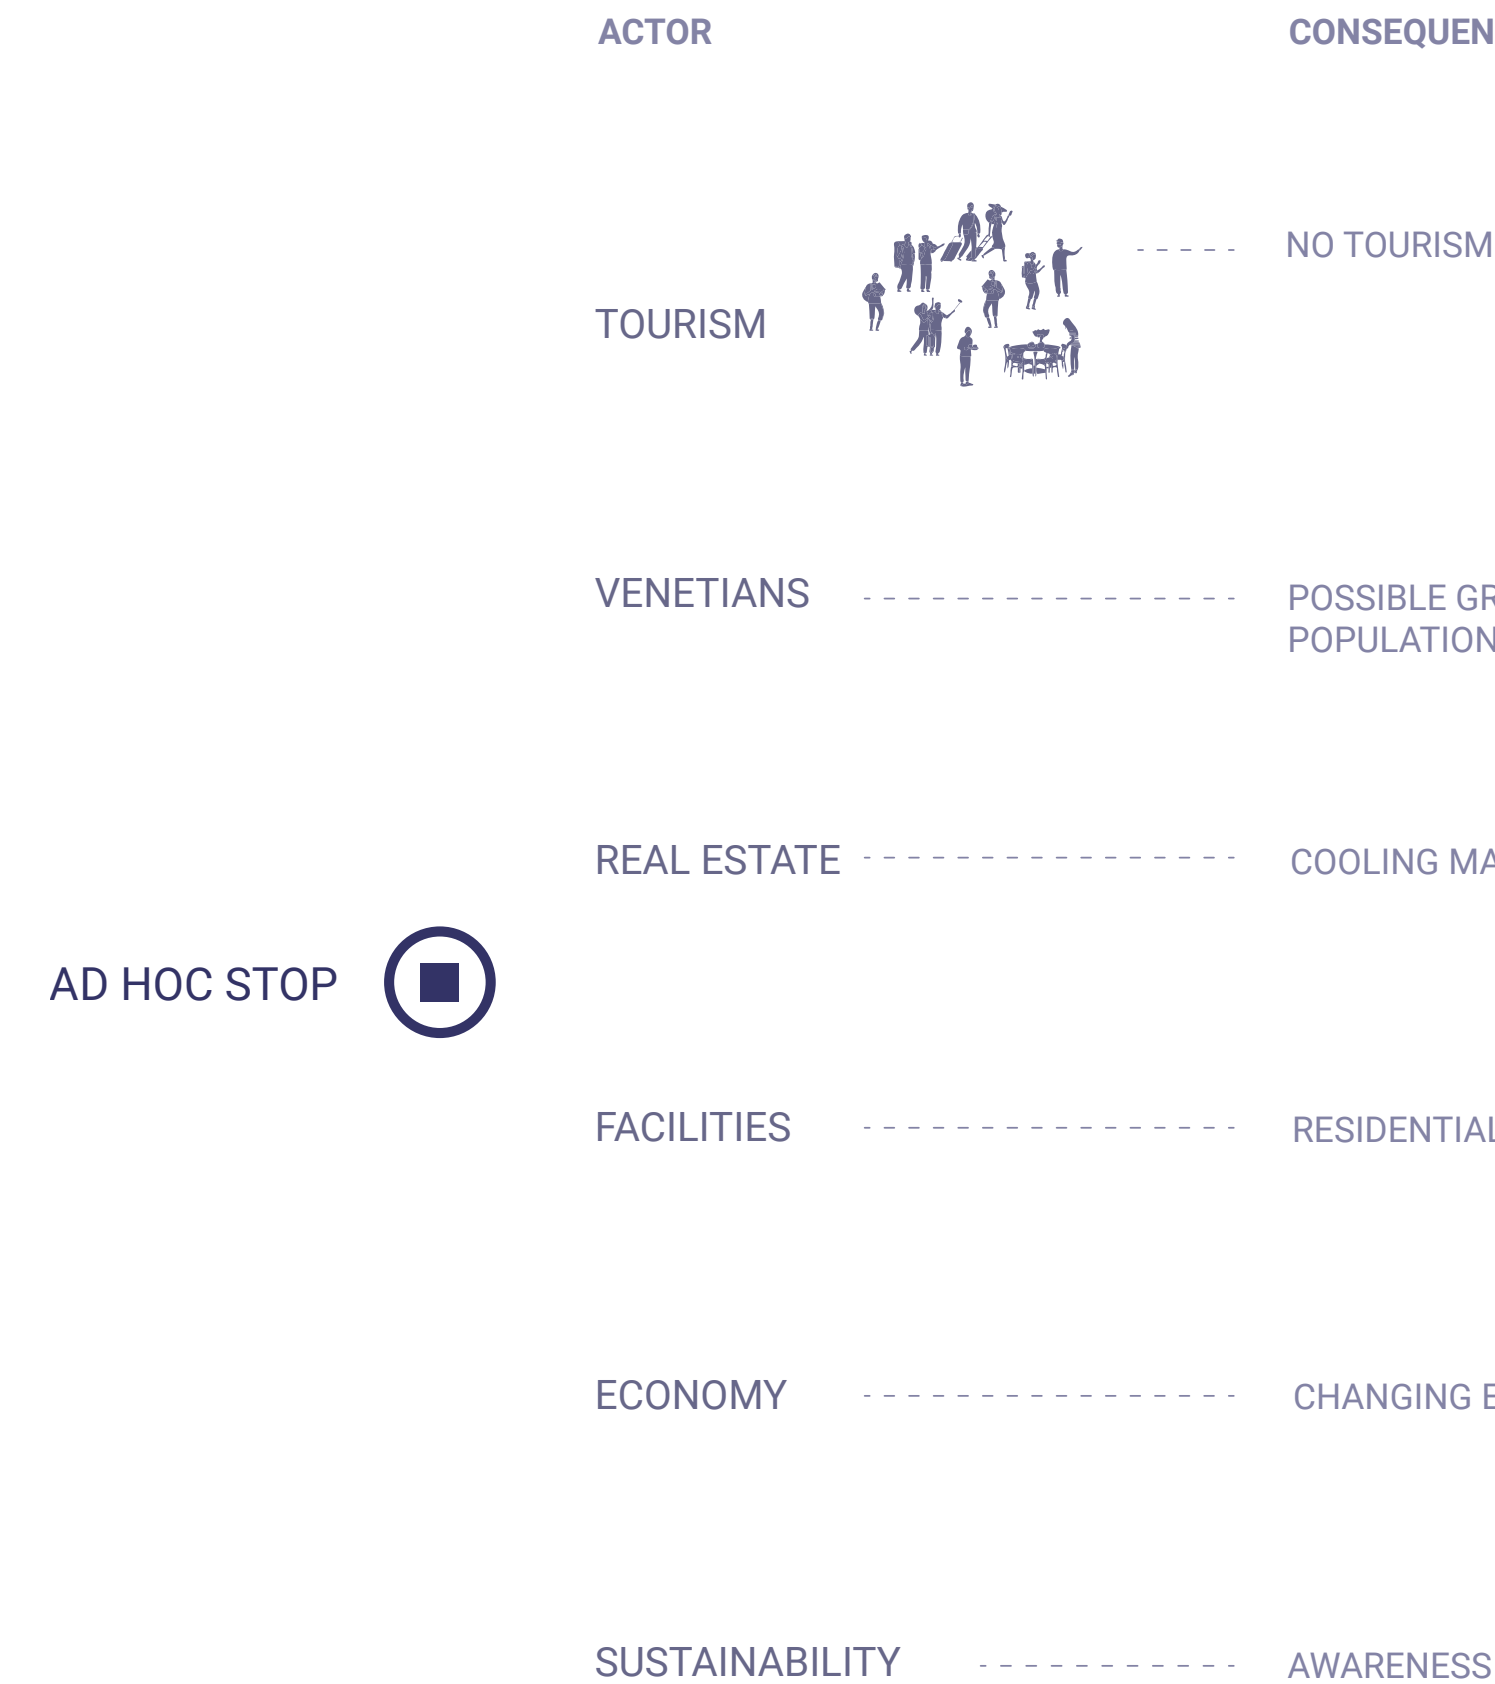 ACTOR
CONSEQUEN
NO TOURISM
TOURISM
VENETIANS
POSSIBLE GR
POPULATION
REAL ESTATE
COOLING MA
AD HOC STOP
FACILITIES
RESIDENTIAL
ECONOMY
CHANGING E
SUSTAINABILITY
AWARENESS